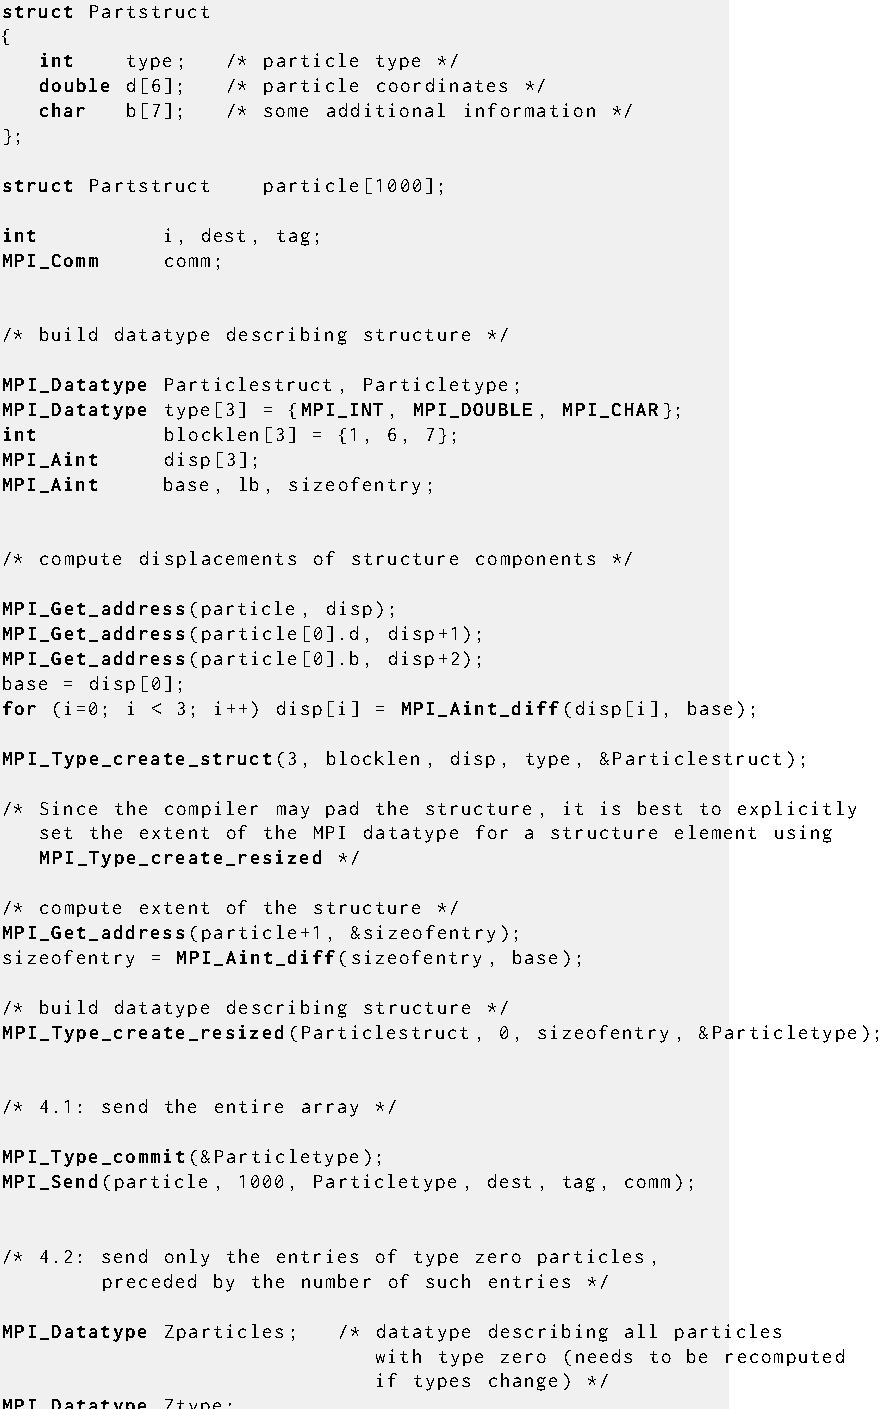 struct Partstruct
{
   int    type;   /* particle type */
   double d[6];   /* particle coordinates */
   char   b[7];   /* some additional information */
};
struct Partstruct    particle[1000];
int          i, dest, tag;
MPI_Comm     comm;
/* build datatype describing structure */
MPI_Datatype Particlestruct, Particletype;
MPI_Datatype type[3] = {MPI_INT, MPI_DOUBLE, MPI_CHAR};
int          blocklen[3] = {1, 6, 7};
MPI_Aint     disp[3];
MPI_Aint     base, lb, sizeofentry;
/* compute displacements of structure components */
MPI_Get_address(particle, disp);
MPI_Get_address(particle[0].d, disp+1);
MPI_Get_address(particle[0].b, disp+2);
base = disp[0];
for (i=0; i < 3; i++) disp[i] = MPI_Aint_diff(disp[i], base);
MPI_Type_create_struct(3, blocklen, disp, type, &Particlestruct);
/* Since the compiler may pad the structure, it is best to explicitly
   set the extent of the MPI datatype for a structure element using
   MPI_Type_create_resized */
/* compute extent of the structure */
MPI_Get_address(particle+1, &sizeofentry);
sizeofentry = MPI_Aint_diff(sizeofentry, base);
/* build datatype describing structure */
MPI_Type_create_resized(Particlestruct, 0, sizeofentry, &Particletype);
/* 4.1: send the entire array */
MPI_Type_commit(&Particletype);
MPI_Send(particle, 1000, Particletype, dest, tag, comm);
/* 4.2: send only the entries of type zero particles,
        preceded by the number of such entries */
MPI_Datatype Zparticles;   /* datatype describing all particles
                              with type zero (needs to be recomputed
                              if types change) */
MPI_Datatype Ztype;